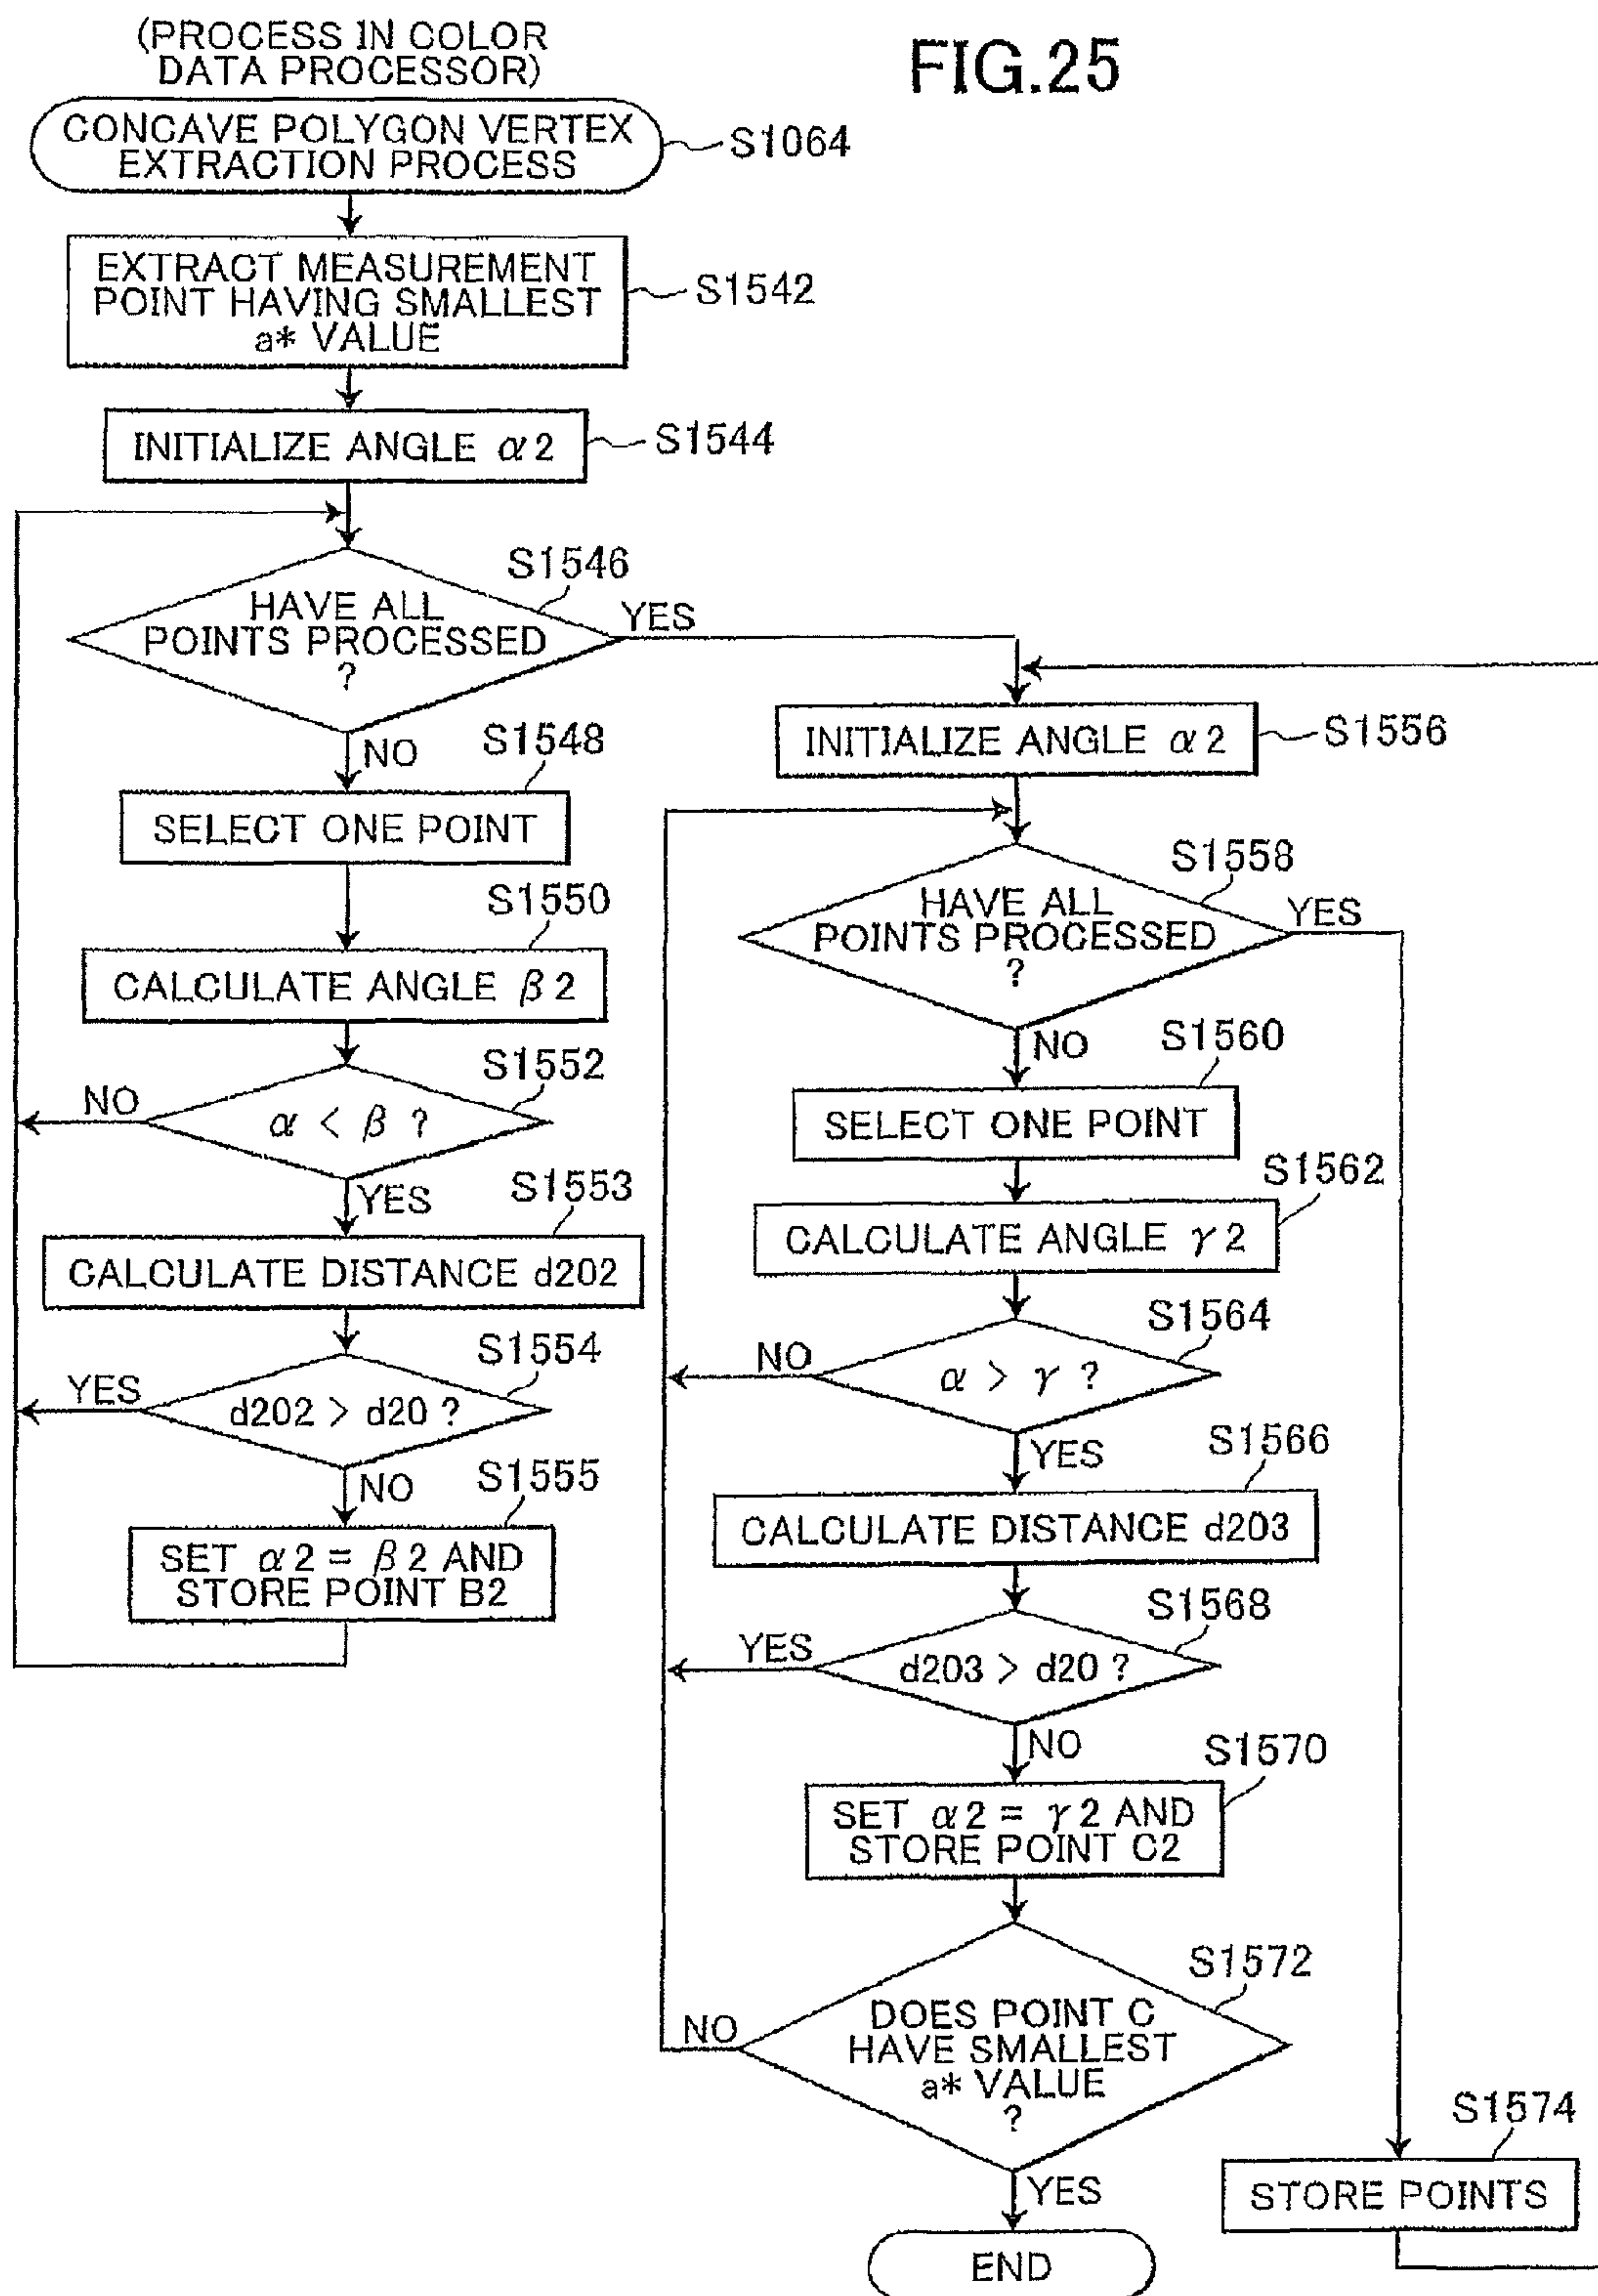 (PROCESS IN COLOR
DATA PROCESSOR)
FIG.25
CONCAVE POLYGON VERTEX
EXTRACTION PROCESS
S1064
EXTRACT MEASUREMENT
POINT HAVING SMALLEST
a* VALUE
S1542
INITIALIZE ANGLE α2
S1544
S1546
HAVE ALL
POINTS PROCESSED
?
YES
NO
S1548
SELECT ONE POINT
S1550
CALCULATE ANGLE β2
S1552
NO
α < β ?
YES
S1553
CALCULATE DISTANCE d202
S1554
YES
d202 > d20 ?
NO
S1555
SET α2 = β2 AND
STORE POINT B2
INITIALIZE ANGLE α2
S1556
S1558
HAVE ALL
POINTS PROCESSED
?
YES
NO
S1560
SELECT ONE POINT
S1562
CALCULATE ANGLE γ2
S1564
NO
α > γ ?
YES
S1566
CALCULATE DISTANCE d203
S1568
YES
d203 > d20 ?
NO
S1570
SET α2 = γ2 AND
STORE POINT C2
S1572
NO
DOES POINT C
HAVE SMALLEST
a* VALUE
?
YES
END
S1574
STORE POINTS